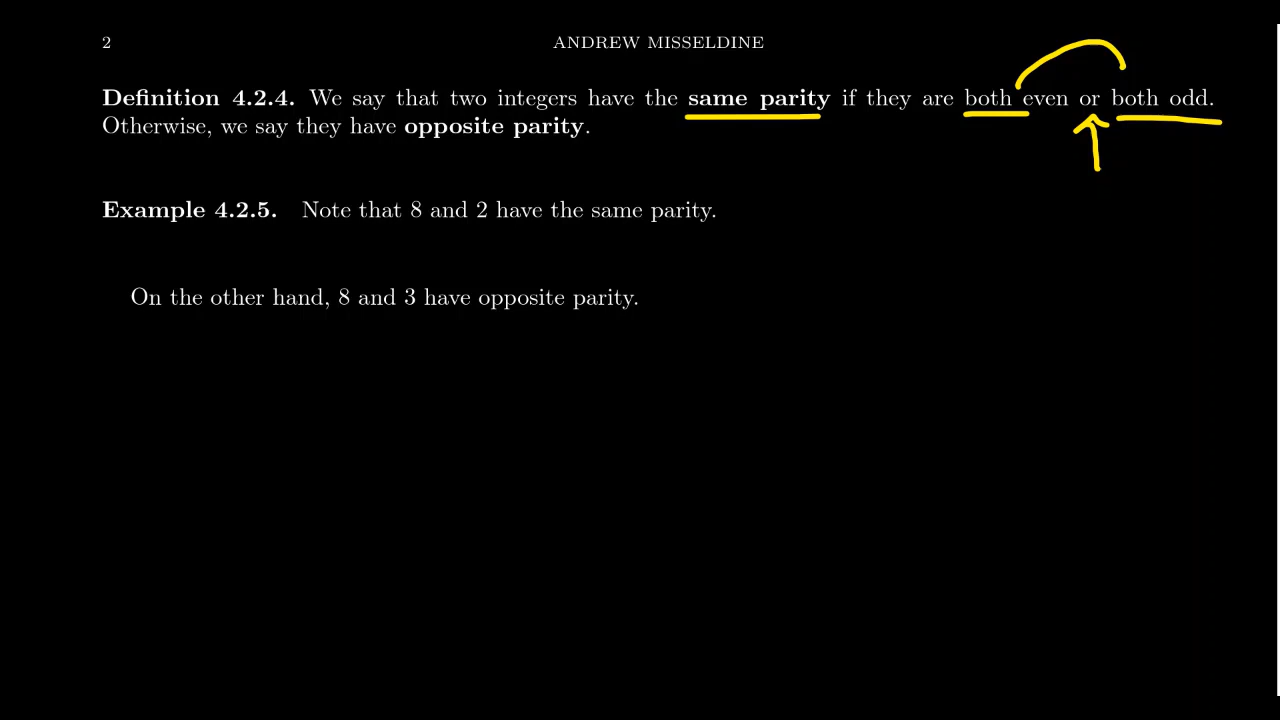 2
ANDREW MISSELDINE
Definition 4.2.4. We say that two integers have the same parity if they are both even or both odd.
Otherwise, we say they have opposite parity.
Example 4.2.5. Note that 8 and 2 have the same parity.
On the other hand, 8 and 3 have opposite parity.